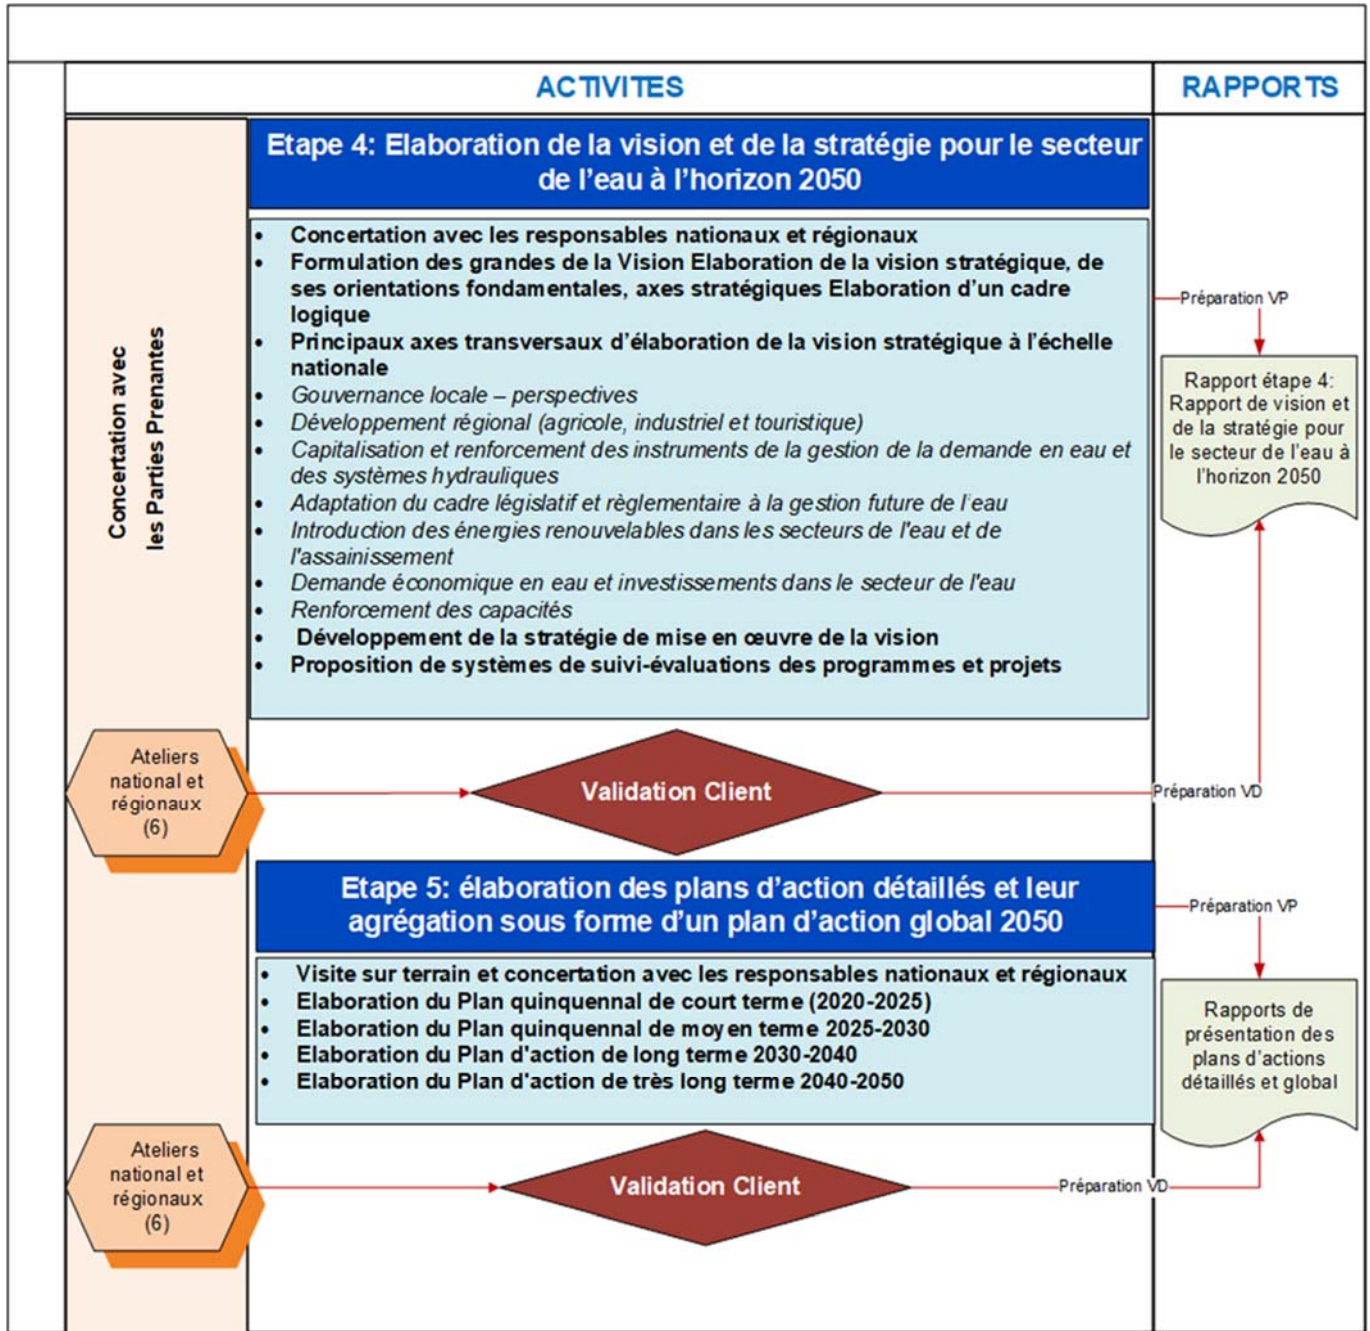 ACTIVITES
RAPPORTS
Concertation avec
les Parties Prenantes
Etape 4: Elaboration de la vision et de la stratégie pour le secteur
de l'eau à l'horizon 2050
• Concertation avec les responsables nationaux et régionaux
• Formulation des grandes de la Vision Elaboration de la vision stratégique, de
ses orientations fondamentales, axes stratégiques Elaboration d'un cadre
logique
• Principaux axes transversaux d'élaboration de la vision stratégique à l'échelle
nationale
• Gouvernance locale – perspectives
• Développement régional (agricole, industriel et touristique)
• Capitalisation et renforcement des instruments de la gestion de la demande en eau et
des systèmes hydrauliques
• Adaptation du cadre législatif et règlementaire à la gestion future de l'eau
• Introduction des énergies renouvelables dans les secteurs de l'eau et de
l'assainissement
• Demande économique en eau et investissements dans le secteur de l'eau
• Renforcement des capacités
• Développement de la stratégie de mise en œuvre de la vision
• Proposition de systèmes de suivi-évaluations des programmes et projets
Préparation VP
Rapport étape 4:
Rapport de vision et
de la stratégie pour
le secteur de l'eau à
l'horizon 2050
Ateliers
national et
régionaux
(6)
Validation Client
Préparation VD
Etape 5: élaboration des plans d'action détaillés et leur
agrégation sous forme d'un plan d'action global 2050
• Visite sur terrain et concertation avec les responsables nationaux et régionaux
• Elaboration du Plan quinquennal de court terme (2020-2025)
• Elaboration du Plan quinquennal de moyen terme 2025-2030
• Elaboration du Plan d'action de long terme 2030-2040
• Elaboration du Plan d'action de très long terme 2040-2050
Préparation VP
Rapports de
présentation des
plans d'actions
détaillés et global
Ateliers
national et
régionaux
(6)
Validation Client
Préparation VD